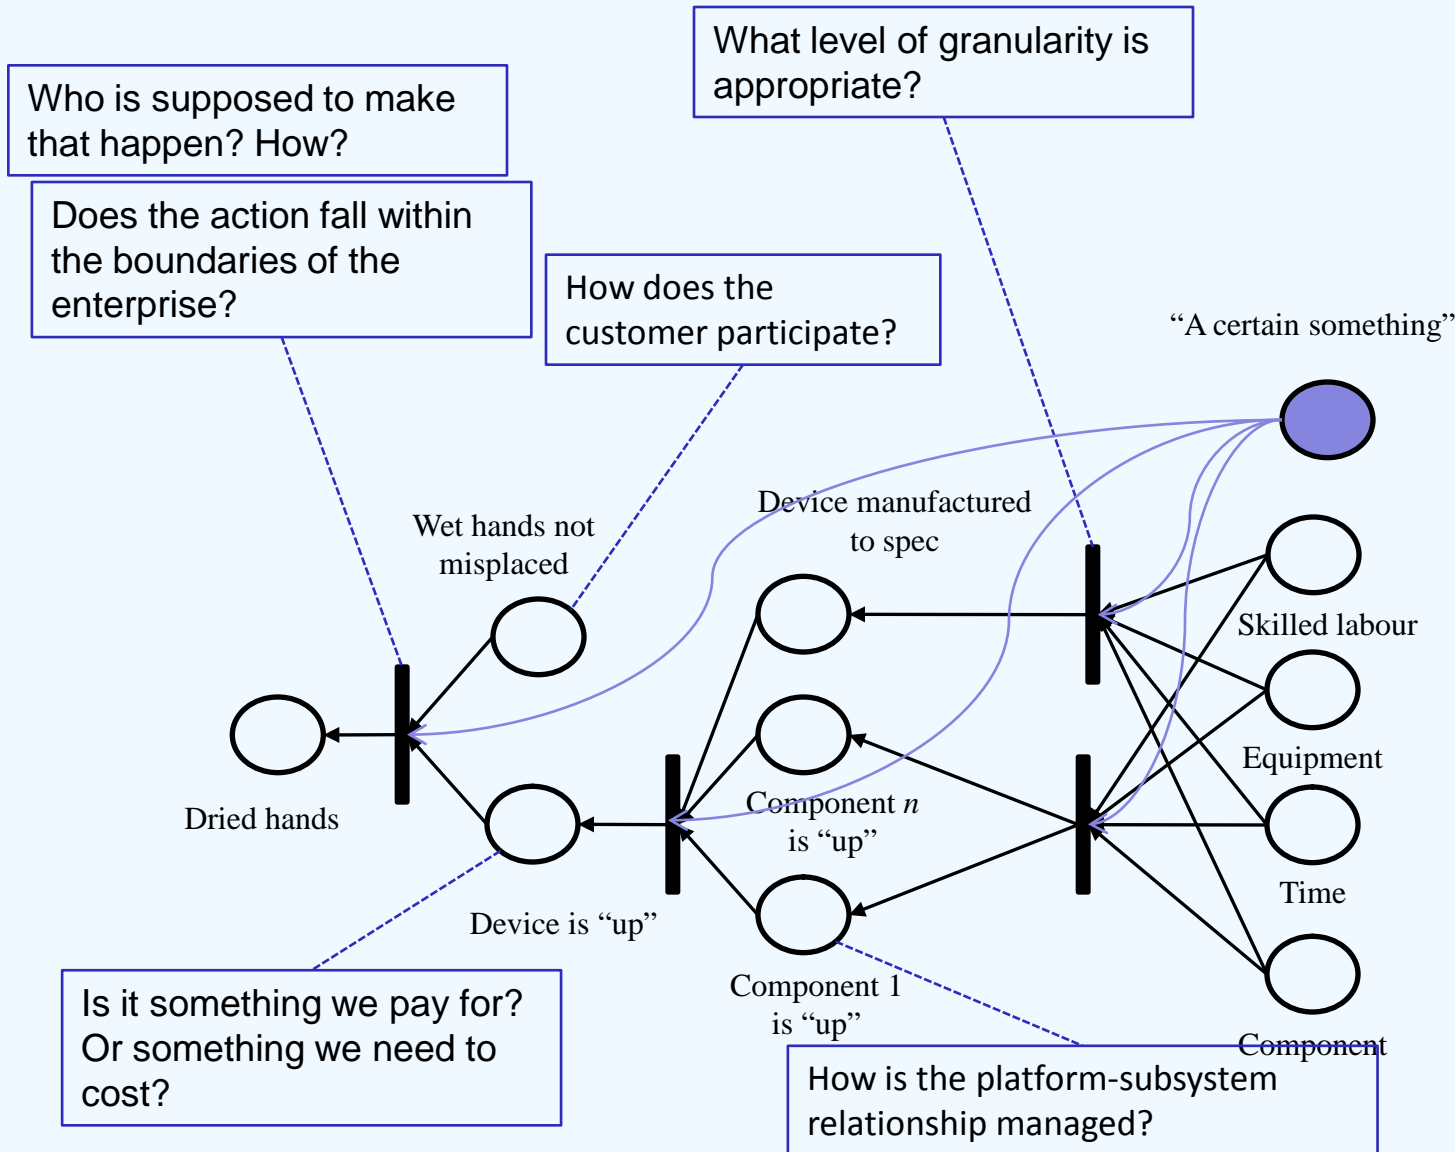 What level of granularity is
appropriate?
Who is supposed to make
that happen? How?
Does the action fall within
the boundaries of the
enterprise?
How does the
customer participate?
“A certain something”
Device manufactured
to spec
Wet hands not
misplaced
Skilled labour
Equipment
Component n
is “up”
Dried hands
Time
Device is “up”
Component 1
is “up”
Component
Is it something we pay for?
Or something we need to
cost?
How is the platform-subsystem
relationship managed?